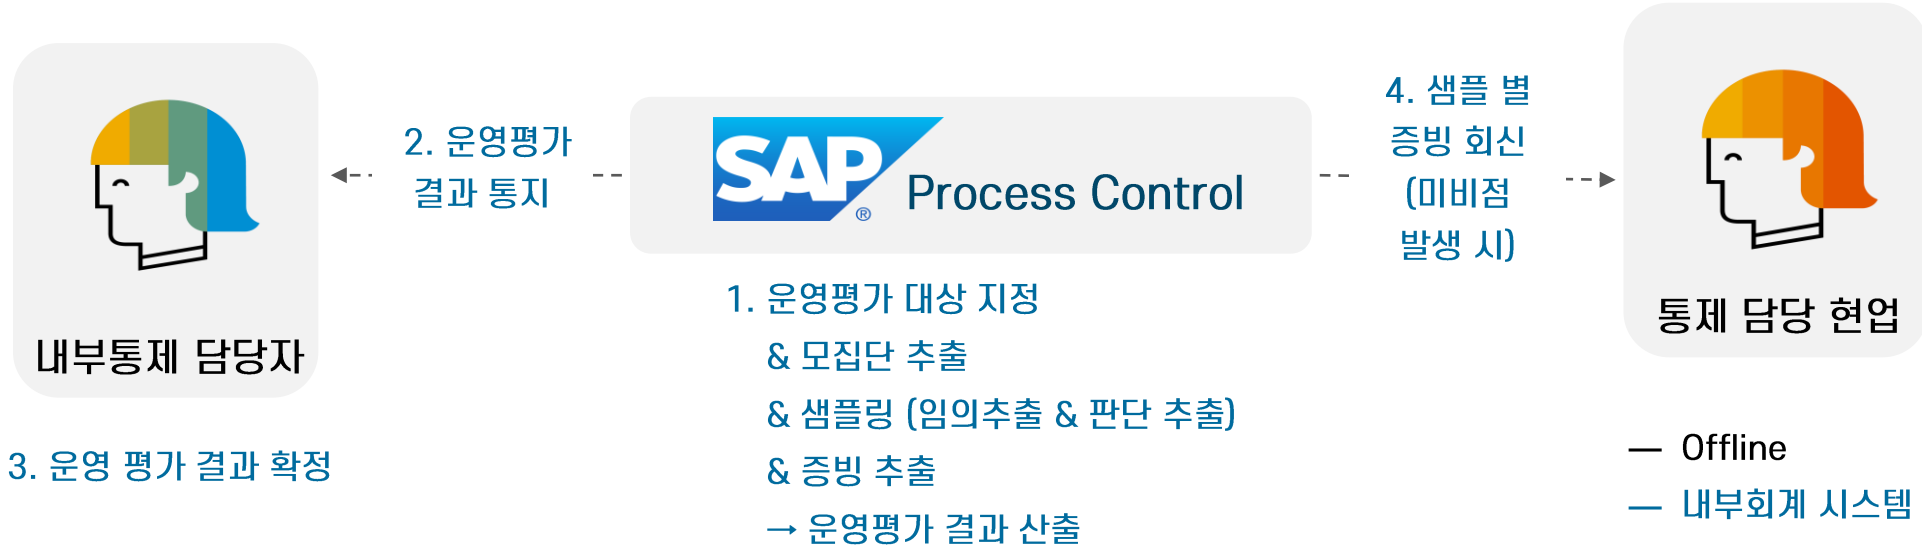 내부통제 담당자
3. 운영 평가 결과 확정
2. 운영평가
결과 통지
SAP®
Process Control
1. 운영평가 대상 지정
& 모집단 추출
& 샘플링 (임의추출 & 판단 추출)
& 증빙 추출
→ 운영평가 결과 산출
4. 샘플 별
증빙 회신
(미비점
발생 시)
통제 담당 현업
— Offline
— 내부회계 시스템